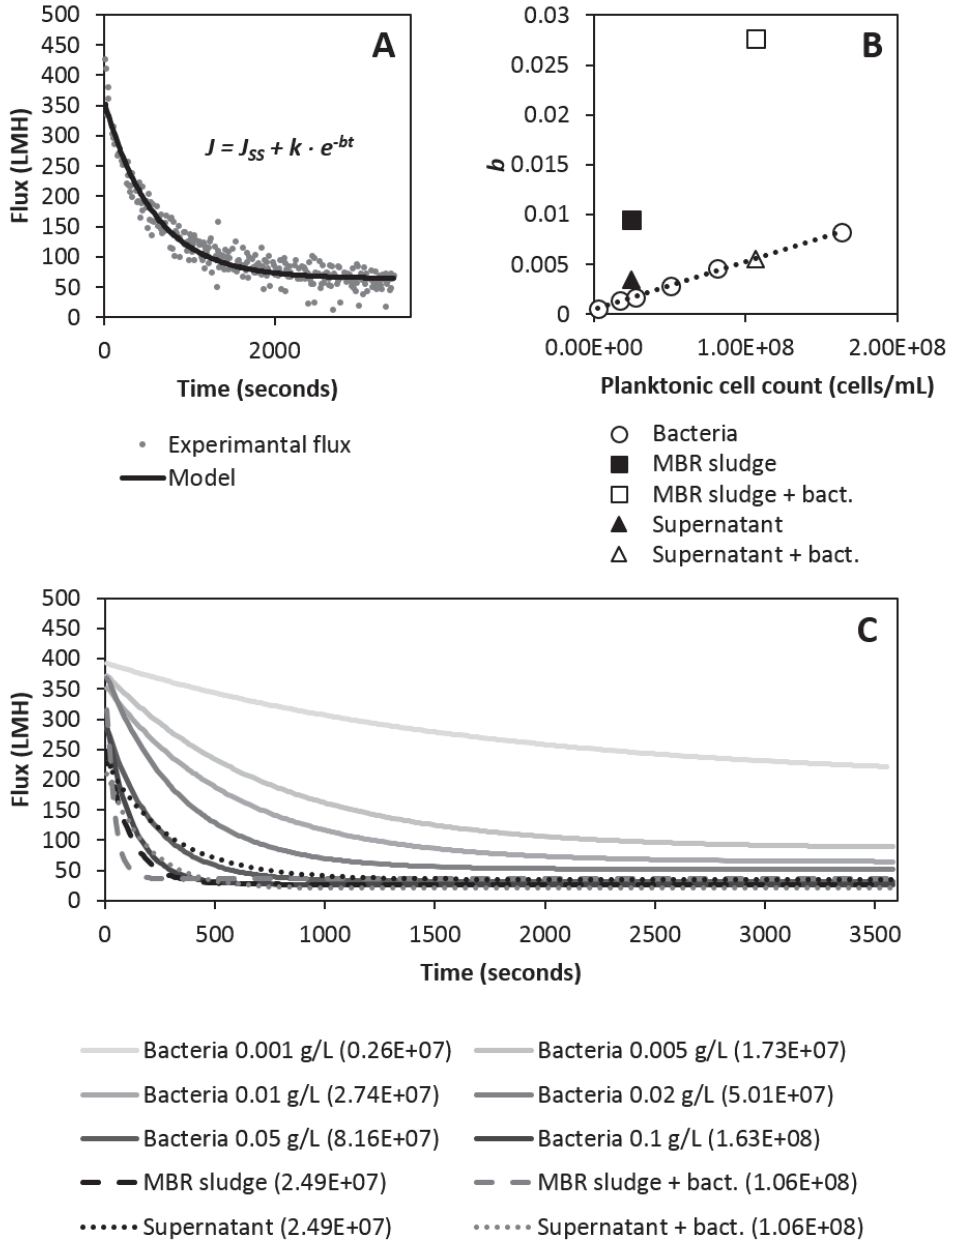 A
500
450
400
350
300
250
200
150
100
50
0
Flux (LMH)
J = J_SS + k · e^-bt
0
2000
Time (seconds)
Experimantal flux
Model
B
0.03
0.025
0.02
0.015
0.01
0.005
0
b
0.00E+00
1.00E+08
2.00E+08
Planktonic cell count (cells/mL)
Bacteria
MBR sludge
MBR sludge + bact.
Supernatant
Supernatant + bact.
C
500
450
400
350
300
250
200
150
100
50
0
Flux (LMH)
0
500
1000
1500
2000
2500
3000
3500
Time (seconds)
Bacteria 0.001 g/L (0.26E+07)
Bacteria 0.005 g/L (1.73E+07)
Bacteria 0.01 g/L (2.74E+07)
Bacteria 0.02 g/L (5.01E+07)
Bacteria 0.05 g/L (8.16E+07)
Bacteria 0.1 g/L (1.63E+08)
MBR sludge (2.49E+07)
MBR sludge + bact. (1.06E+08)
Supernatant (2.49E+07)
Supernatant + bact. (1.06E+08)